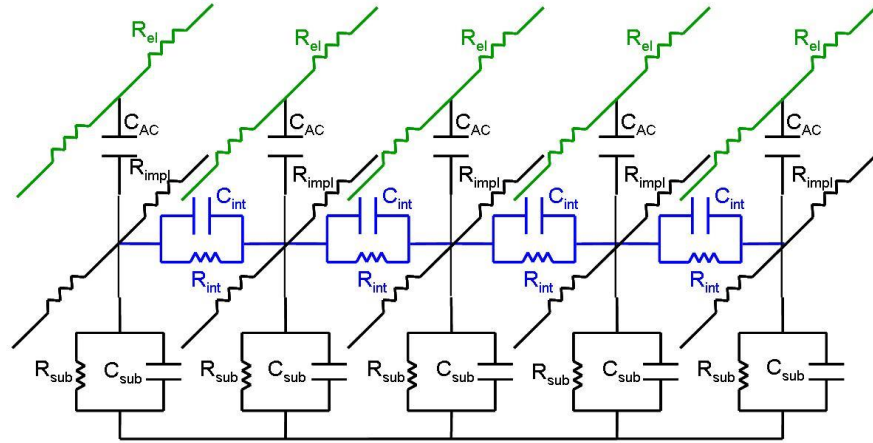 R_el R_el R_el R_el R_el
C_AC C_AC C_AC C_AC C_AC
R_impl R_impl R_impl R_impl R_impl
C_int C_int C_int C_int
R_int R_int R_int R_int
R_sub C_sub R_sub C_sub R_sub C_sub R_sub C_sub R_sub C_sub